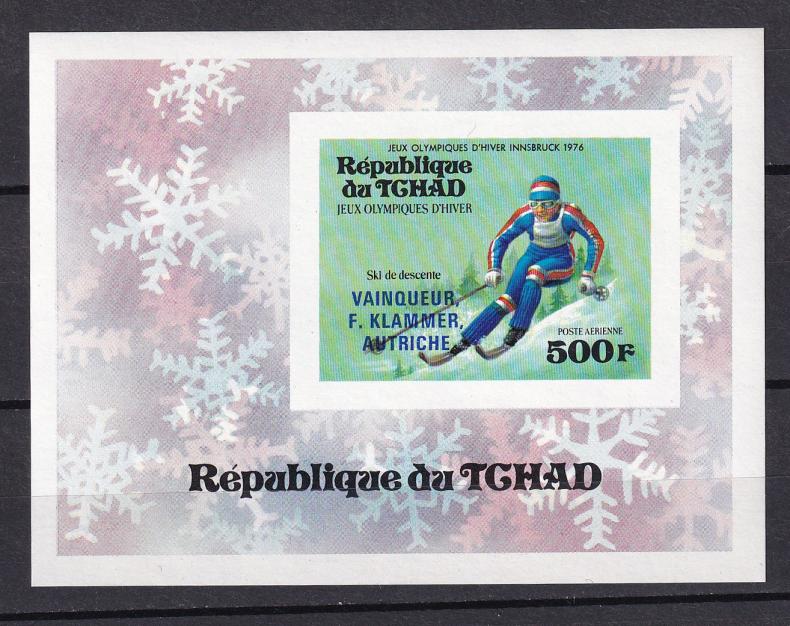 JEUX OLYMPIQUES D'HIVER INNSBRUCK 1976
République
du TCHAD
JEUX OLYMPIQUES D'HIVER
Ski de descente
VAINQUEUR,
F. KLAMMER,
AUTRICHE
POSTE AERIENNE
500F
République du TCHAD